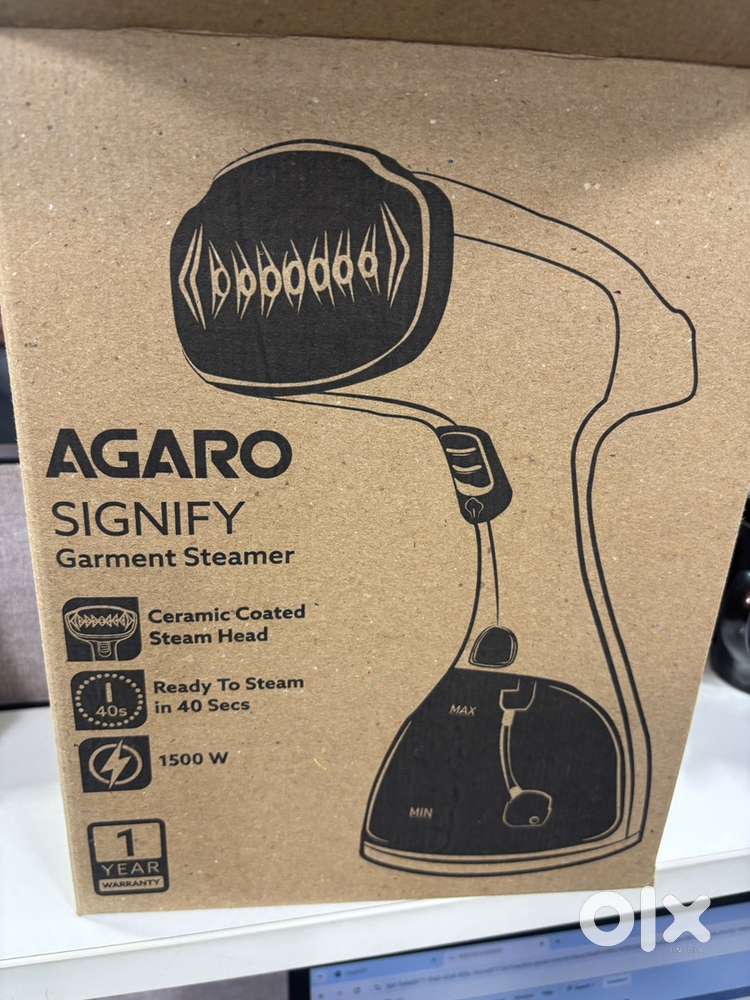 AGARO
SIGNIFY
Garment Steamer
Ceramic Coated
Steam Head
40s
Ready To Steam
in 40 Secs
1500 W
1
YEAR
WARRANTY
MAX
MIN
olx